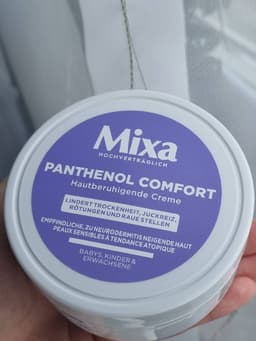 Mixa
HOCHVERTRÄGLICH
PANTHENOL COMFORT
Hautberuhigende Creme
LINDERT TROCKENHEIT, JUCKREIZ,
RÖTUNGEN UND RAUE STELLEN
EMPFINDLICHE, ZU NEURODERMITIS NEIGENDE HAUT
PEAUX SENSIBLES À TENDANCE ATOPIQUE
BABYS, KINDER &
ERWACHSENE